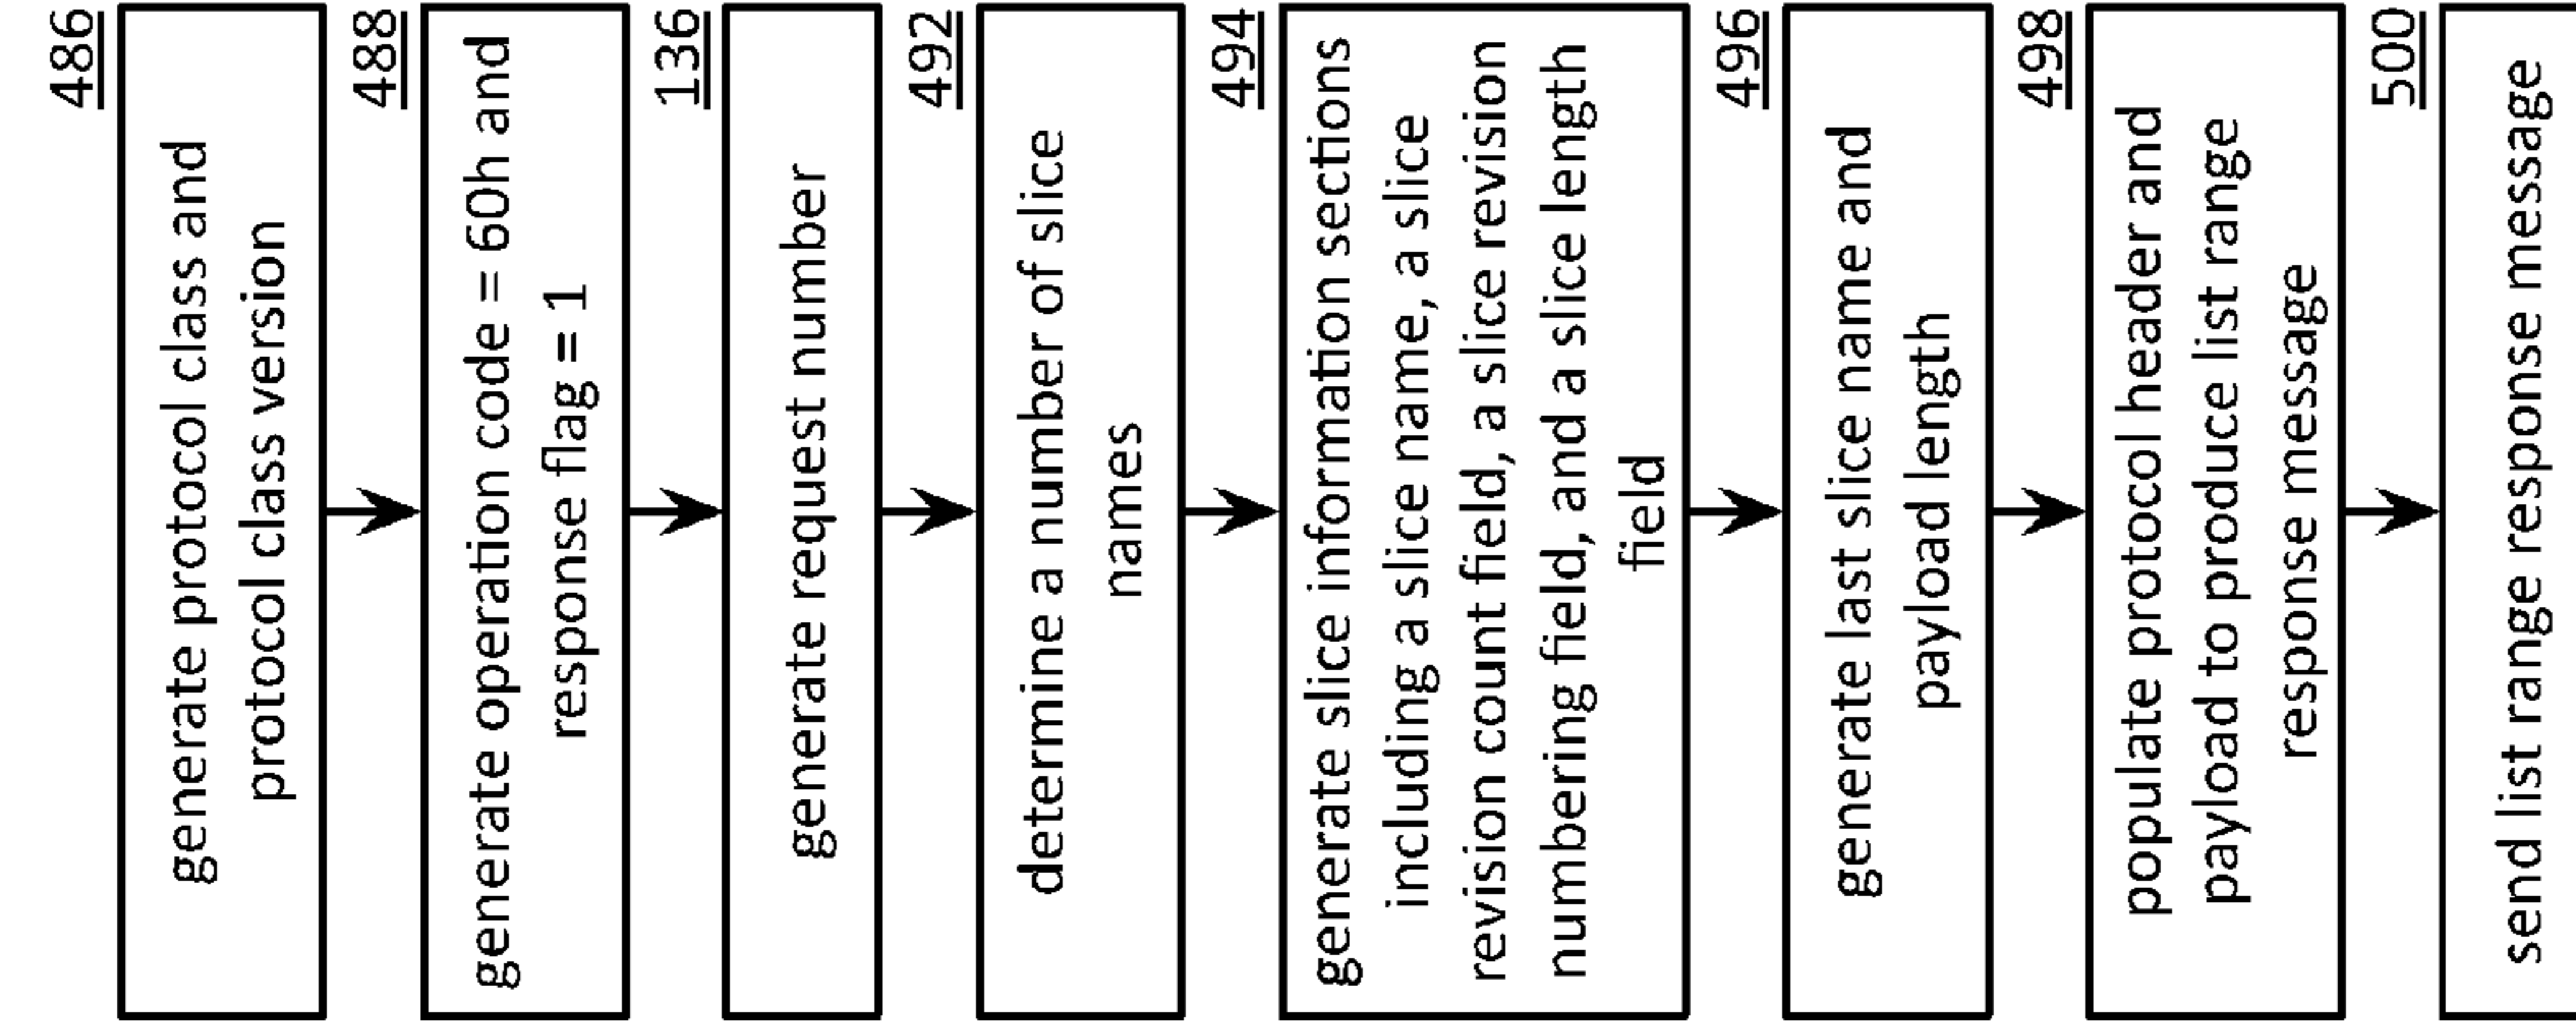 486
generate protocol class and
protocol class version
488
generate operation code = 60h and
response flag = 1
136
generate request number
492
determine a number of slice
names
494
generate slice information sections
including a slice name, a slice
revision count field, a slice revision
numbering field, and a slice length
field
496
generate last slice name and
payload length
498
populate protocol header and
payload to produce list range
response message
500
send list range response message